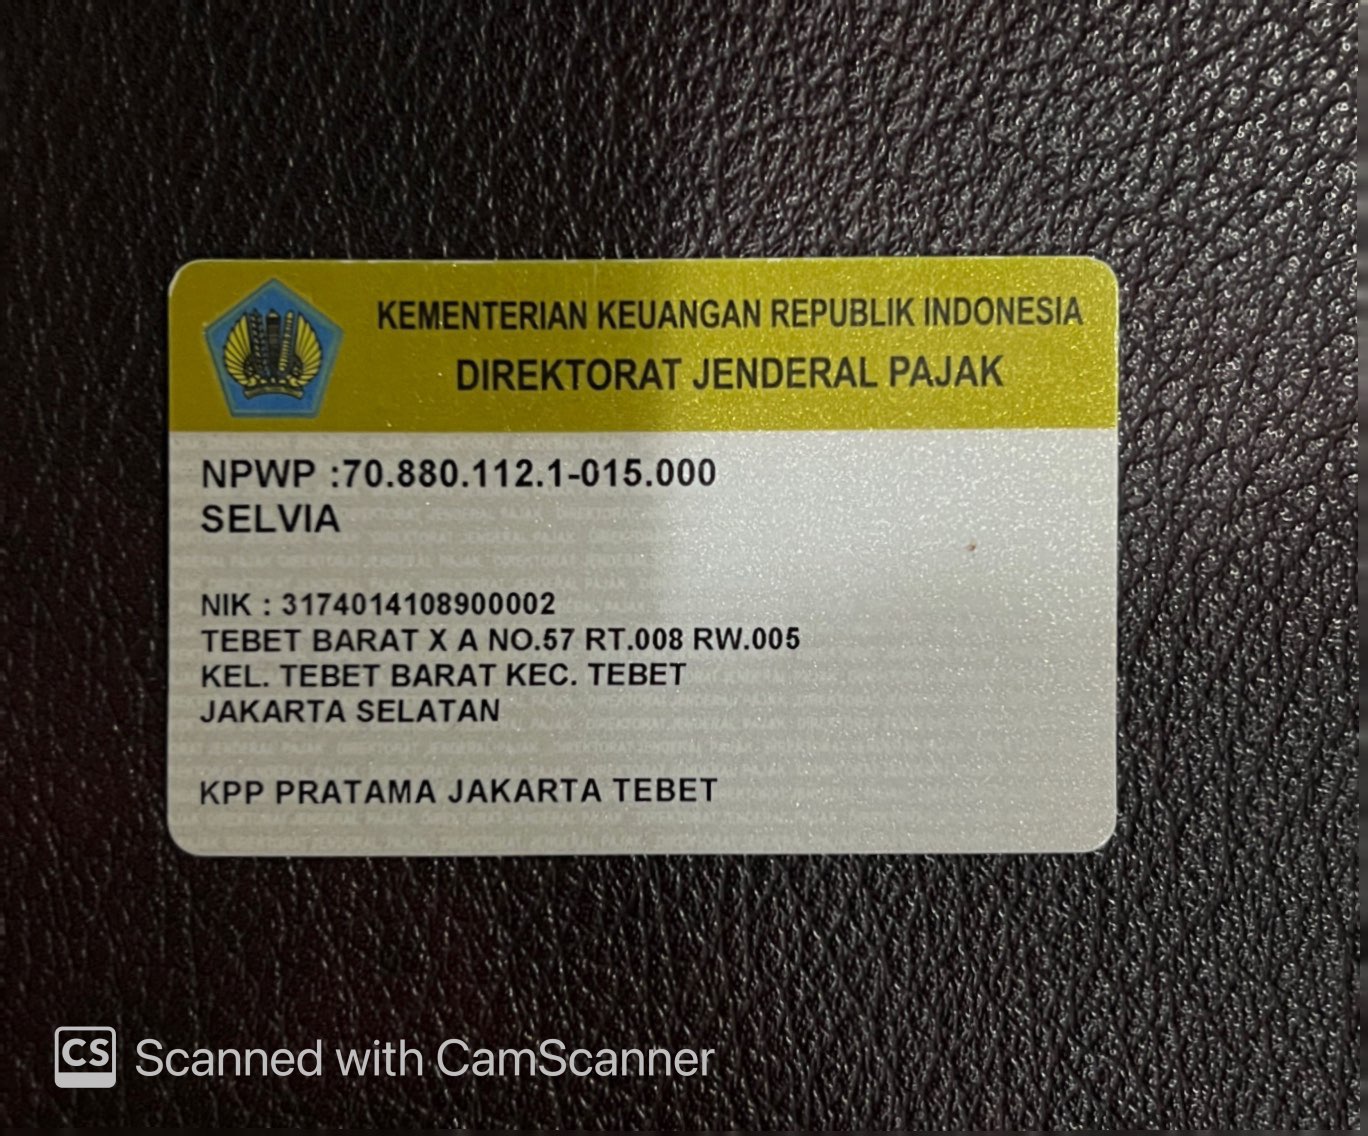 KEMENTERIAN KEUANGAN REPUBLIK INDONESIA
DIREKTORAT JENDERAL PAJAK
NPWP :70.880.112.1-015.000
SELVIA
NIK : 3174014108900002
TEBET BARAT X A NO.57 RT.008 RW.005
KEL. TEBET BARAT KEC. TEBET
JAKARTA SELATAN
KPP PRATAMA JAKARTA TEBET
CS Scanned with CamScanner